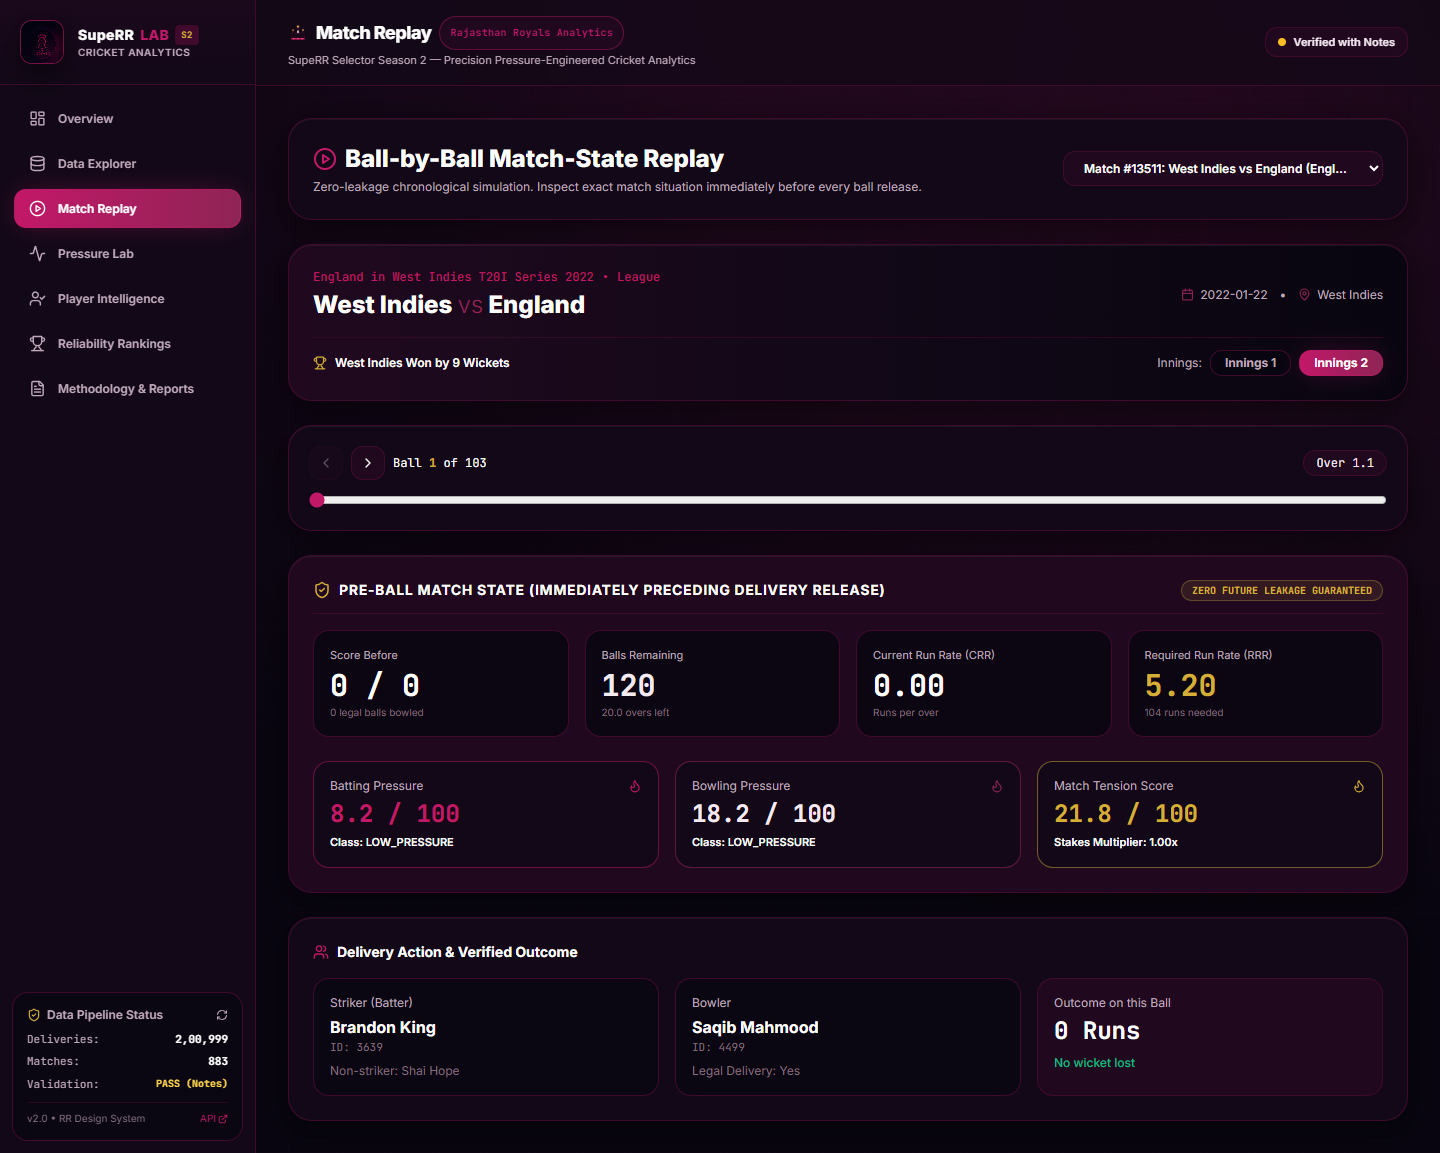 SupeRR LAB S2
CRICKET ANALYTICS
Overview
Data Explorer
Match Replay
Pressure Lab
Player Intelligence
Reliability Rankings
Methodology & Reports
Data Pipeline Status
Deliveries: 2,00,999
Matches: 883
Validation: PASS (Notes)
v2.0 • RR Design System API
Match Replay Rajasthan Royals Analytics
SupeRR Selector Season 2 — Precision Pressure-Engineered Cricket Analytics
Verified with Notes
Ball-by-Ball Match-State Replay
Zero-leakage chronological simulation. Inspect exact match situation immediately before every ball release.
Match #13511: West Indies vs England (Engl...
England in West Indies T20I Series 2022 • League
West Indies VS England
2022-01-22 • West Indies
West Indies Won by 9 Wickets
Innings: Innings 1 Innings 2
Ball 1 of 103
Over 1.1
PRE-BALL MATCH STATE (IMMEDIATELY PRECEDING DELIVERY RELEASE)
ZERO FUTURE LEAKAGE GUARANTEED
Score Before
0 / 0
0 legal balls bowled
Balls Remaining
120
20.0 overs left
Current Run Rate (CRR)
0.00
Runs per over
Required Run Rate (RRR)
5.20
104 runs needed
Batting Pressure
8.2 / 100
Class: LOW_PRESSURE
Bowling Pressure
18.2 / 100
Class: LOW_PRESSURE
Match Tension Score
21.8 / 100
Stakes Multiplier: 1.00x
Delivery Action & Verified Outcome
Striker (Batter)
Brandon King
ID: 3639
Non-striker: Shai Hope
Bowler
Saqib Mahmood
ID: 4499
Legal Delivery: Yes
Outcome on this Ball
0 Runs
No wicket lost